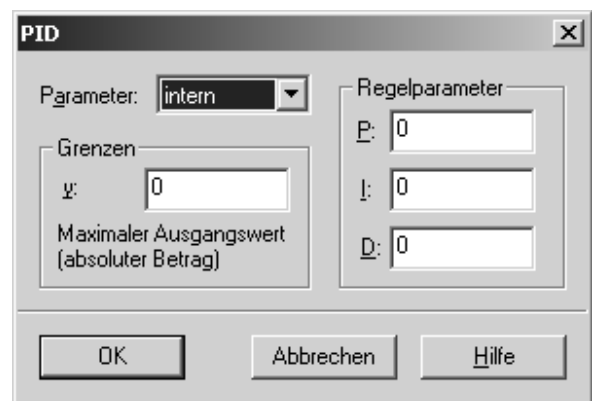 PID
Parameter: intern
Grenzen
y: 0
Maximaler Ausgangswert
(absoluter Betrag)
Regelparameter
P: 0
I: 0
D: 0
OK Abbrechen Hilfe